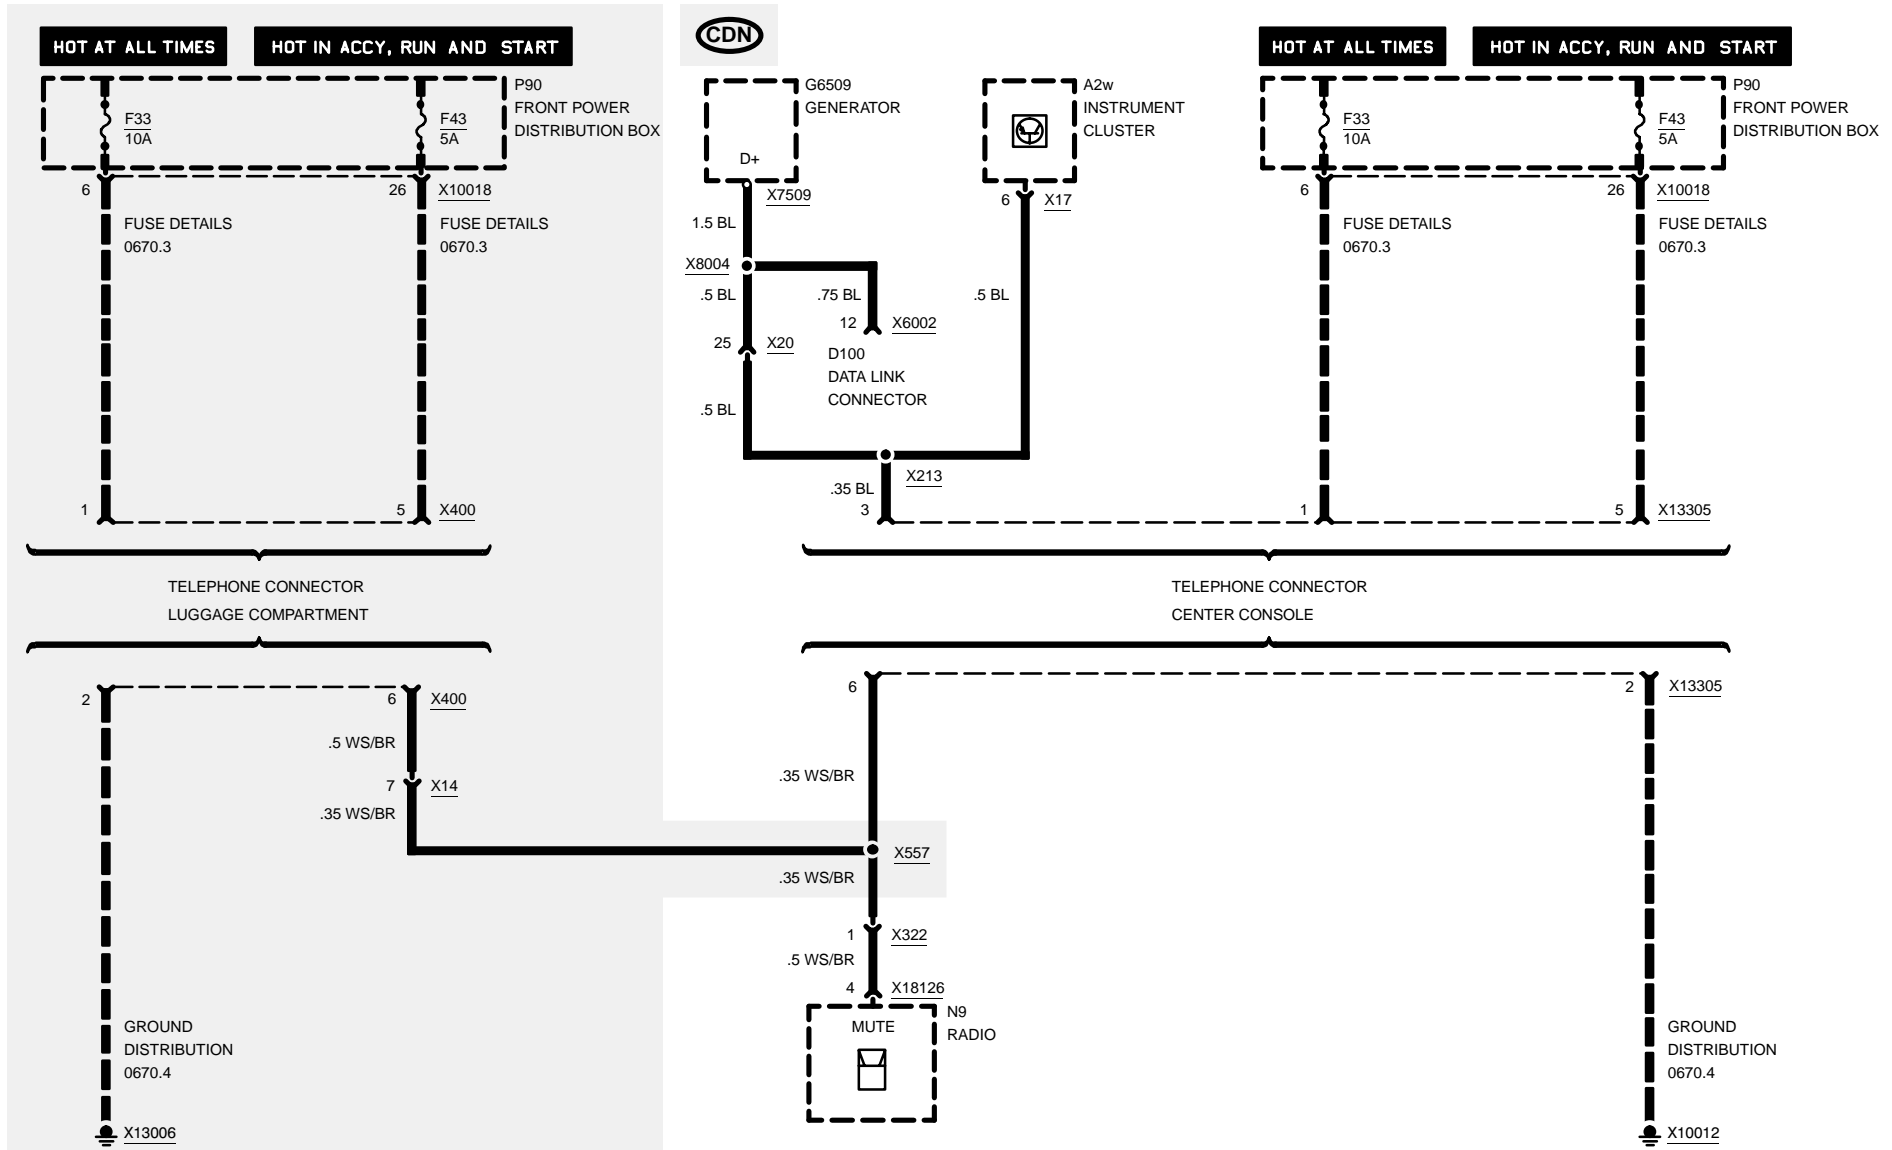 HOT AT ALL TIMES
HOT IN ACCY, RUN AND START
P90
FRONT POWER
DISTRIBUTION BOX
F33
10A
F43
5A
6
26
X10018
FUSE DETAILS
0670.3
FUSE DETAILS
0670.3
1
5
X400
TELEPHONE CONNECTOR
LUGGAGE COMPARTMENT
2
6
X400
.5 WS/BR
7
X14
.35 WS/BR
GROUND
DISTRIBUTION
0670.4
X13006
CDN
G6509
GENERATOR
D+
X7509
1.5 BL
X8004
.5 BL
.75 BL
12
X6002
D100
DATA LINK
CONNECTOR
25
X20
.5 BL
A2w
INSTRUMENT
CLUSTER
6
X17
.5 BL
X213
.35 BL
3
HOT AT ALL TIMES
HOT IN ACCY, RUN AND START
P90
FRONT POWER
DISTRIBUTION BOX
F33
10A
F43
5A
6
26
X10018
FUSE DETAILS
0670.3
FUSE DETAILS
0670.3
1
5
X13305
TELEPHONE CONNECTOR
CENTER CONSOLE
6
2
X13305
.35 WS/BR
X557
.35 WS/BR
1
X322
.5 WS/BR
4
X18126
N9
RADIO
MUTE
GROUND
DISTRIBUTION
0670.4
X10012